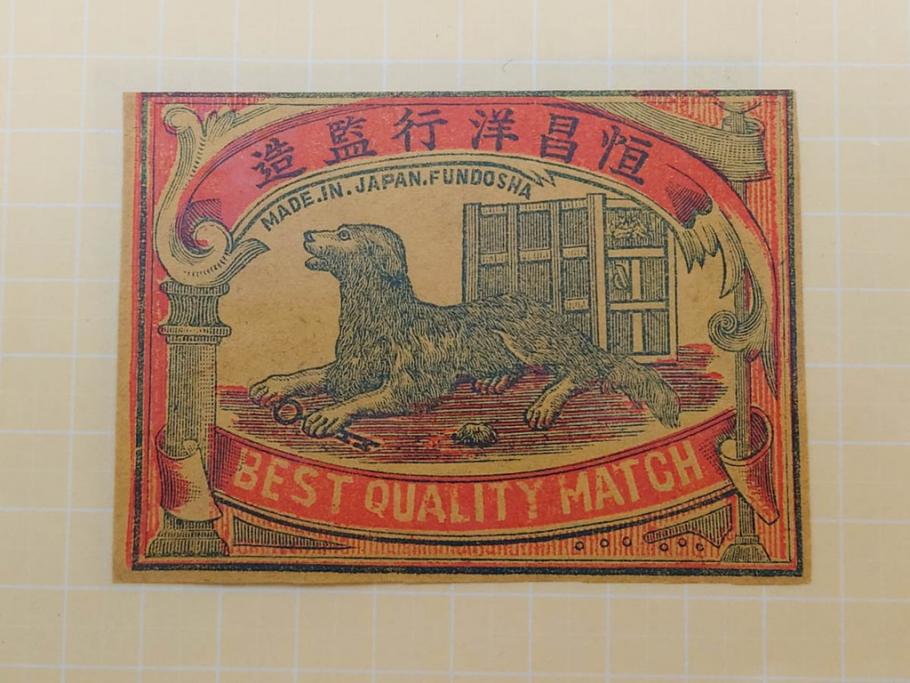 恒昌洋行監造
MADE.IN.JAPAN.FUNDOSHA
BEST QUALITY MATCH